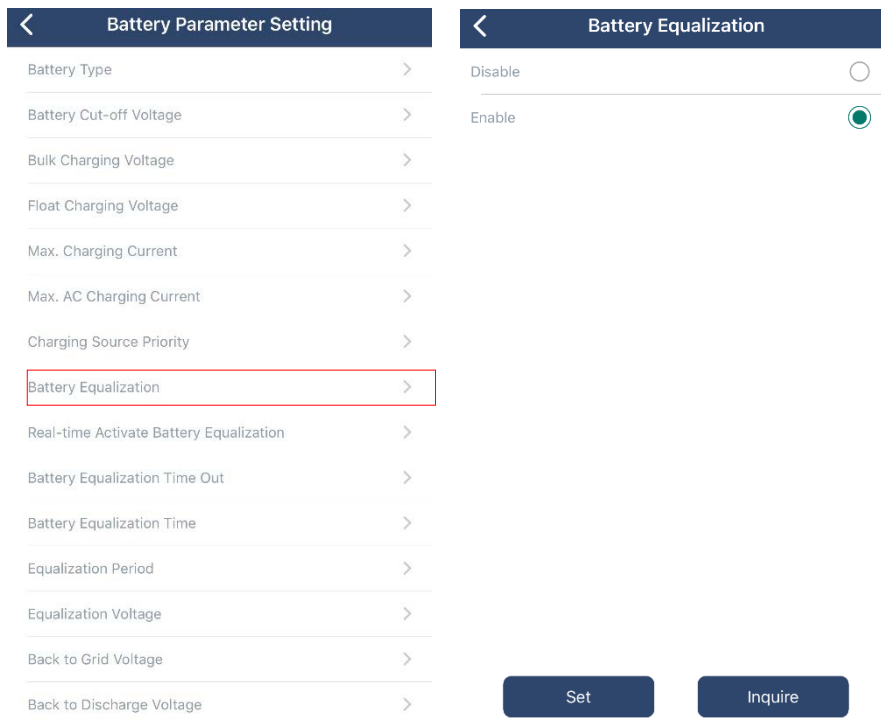 Battery Parameter Setting
Battery Type
Battery Cut-off Voltage
Bulk Charging Voltage
Float Charging Voltage
Max. Charging Current
Max. AC Charging Current
Charging Source Priority
Battery Equalization
Real-time Activate Battery Equalization
Battery Equalization Time Out
Battery Equalization Time
Equalization Period
Equalization Voltage
Back to Grid Voltage
Back to Discharge Voltage
Battery Equalization
Disable
Enable
Set
Inquire